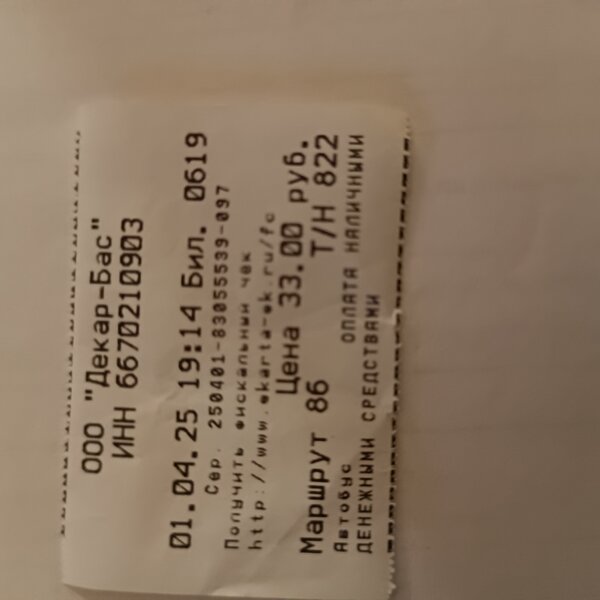 ООО "Декар-Бас"
ИНН 6670210903
01.04.25 19:14 Бил. 0619
Сер. 250401-83055539-097
Получить фискальный чек
http://www.ekarta-ek.ru/fc
Цена 33.00 руб.
Маршрут 86 Т/Н 822
Автобус ОПЛАТА НАЛИЧНЫМИ
ДЕНЕЖНЫМИ СРЕДСТВАМИ